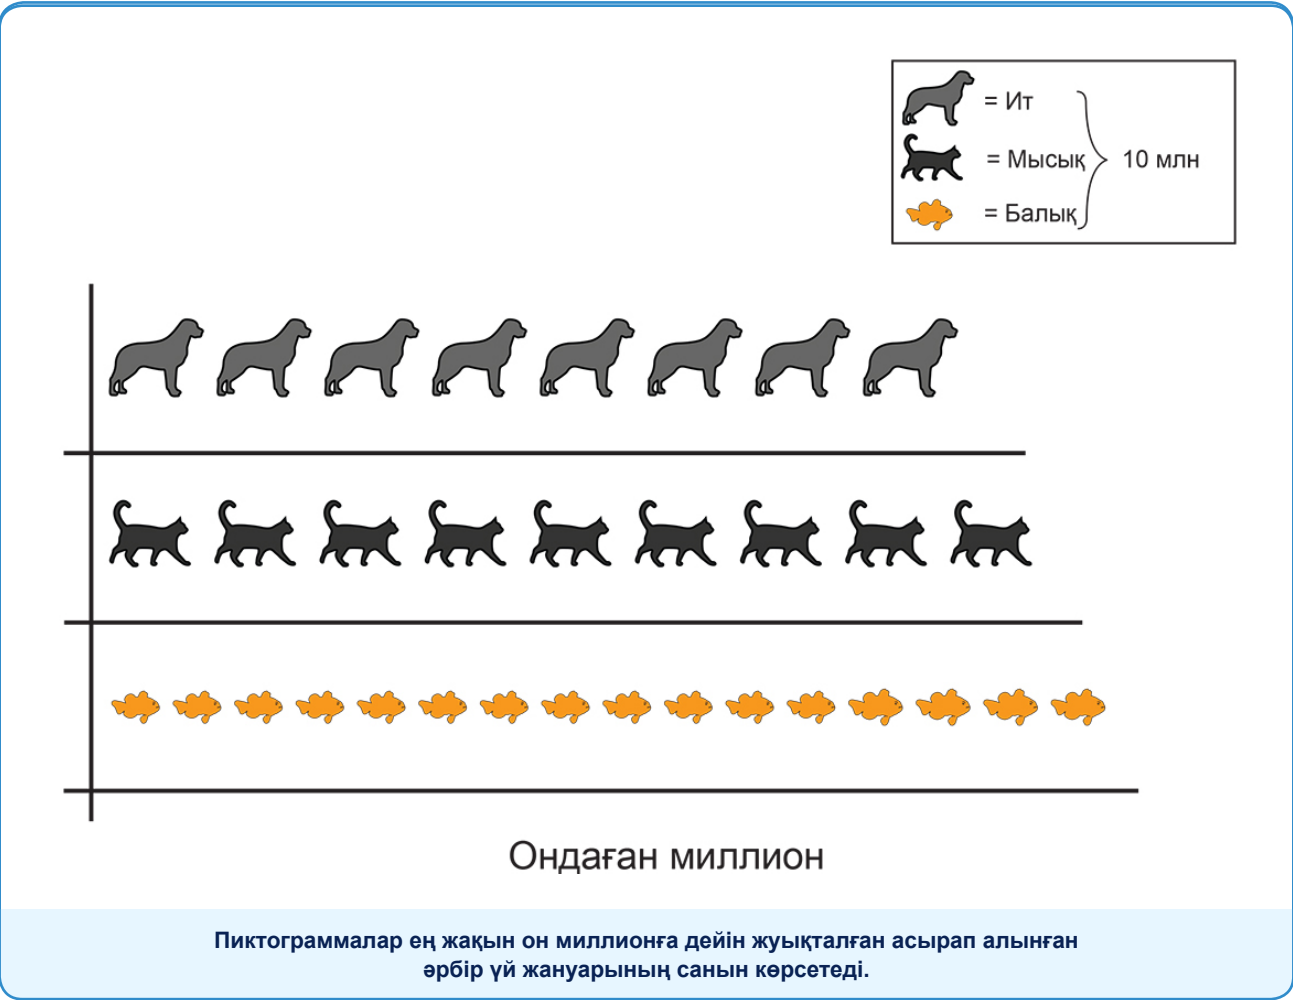 = Ит
= Мысық
10 млн
= Балық
Ондаған миллион
Пиктограммалар ең жақын он миллионға дейін жуықталған асырап алынған
әрбір үй жануарының санын көрсетеді.